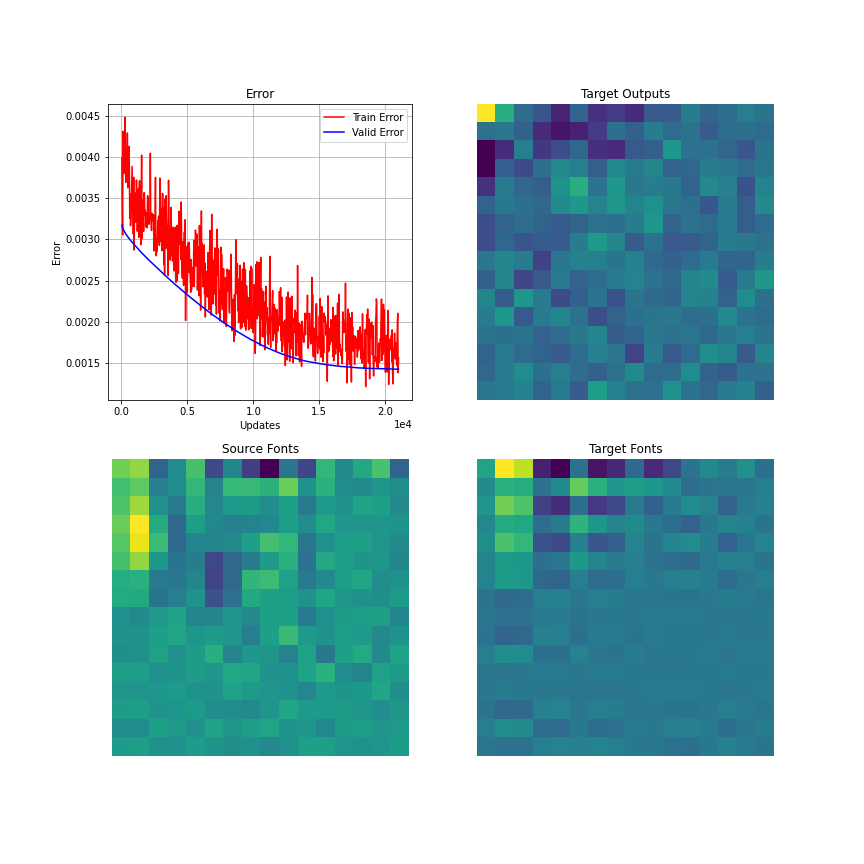 Error
Train Error
Valid Error
0.0045
0.0040
0.0035
0.0030
0.0025
0.0020
0.0015
Error
0.0 0.5 1.0 1.5 2.0
1e4
Updates
Target Outputs
Source Fonts
Target Fonts